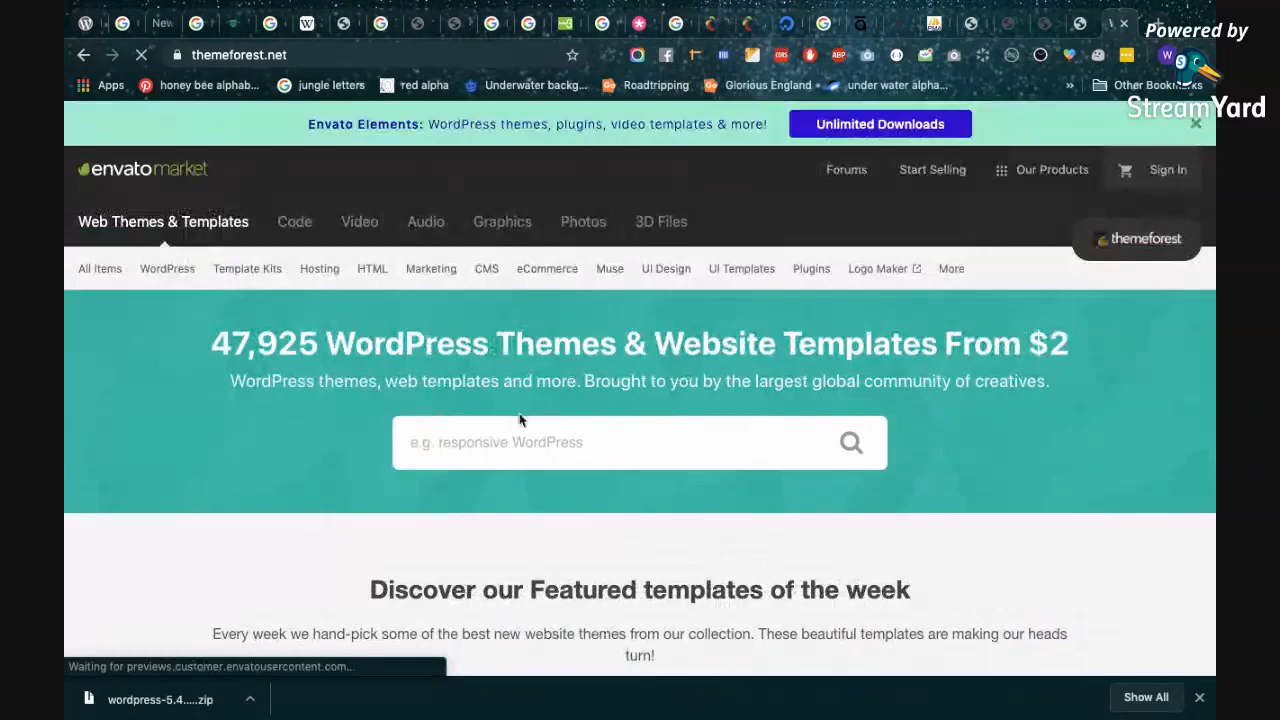 Powered by
StreamYard
New
themeforest.net
ABP
W
Apps
honey bee alphab...
jungle letters
red alpha
Underwater backg...
Roadtripping
Glorious England
under water alpha...
»
Other Bookmarks
Envato Elements: WordPress themes, plugins, video templates & more!
Unlimited Downloads
envatomarket
Forums
Start Selling
Our Products
Sign In
Web Themes & Templates
Code
Video
Audio
Graphics
Photos
3D Files
themeforest
All Items
WordPress
Template Kits
Hosting
HTML
Marketing
CMS
eCommerce
Muse
UI Design
UI Templates
Plugins
Logo Maker
More
47,925 WordPress Themes & Website Templates From $2
WordPress themes, web templates and more. Brought to you by the largest global community of creatives.
e.g. responsive WordPress
Discover our Featured templates of the week
Every week we hand-pick some of the best new website themes from our collection. These beautiful templates are making our heads
turn!
Waiting for previews.customer.envatousercontent.com...
wordpress-5.4.....zip
Show All